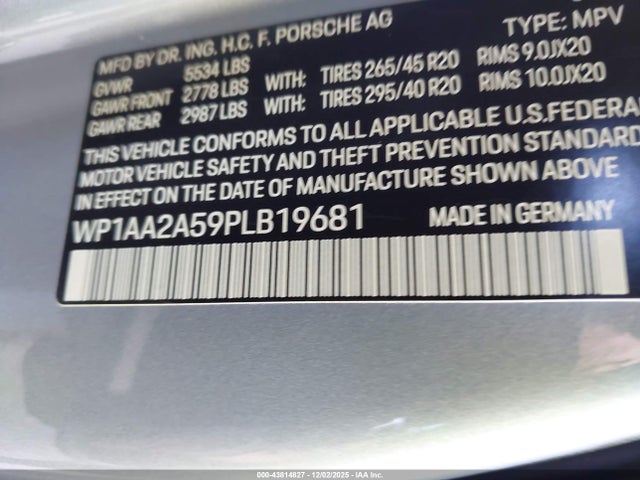 MFD BY DR. ING. H.C. F. PORSCHE AG TYPE: MPV
GVWR 5534 LBS
GAWR FRONT 2778 LBS WITH: TIRES 265/45 R20 RIMS 9.0JX20
GAWR REAR 2987 LBS WITH: TIRES 295/40 R20 RIMS 10.0JX20
THIS VEHICLE CONFORMS TO ALL APPLICABLE U.S.FEDERA
MOTOR VEHICLE SAFETY AND THEFT PREVENTION STANDARD
IN EFFECT ON THE DATE OF MANUFACTURE SHOWN ABOVE
WP1AA2A59PLB19681 MADE IN GERMANY
000-43814827 - 12/02/2025 - IAA Inc.